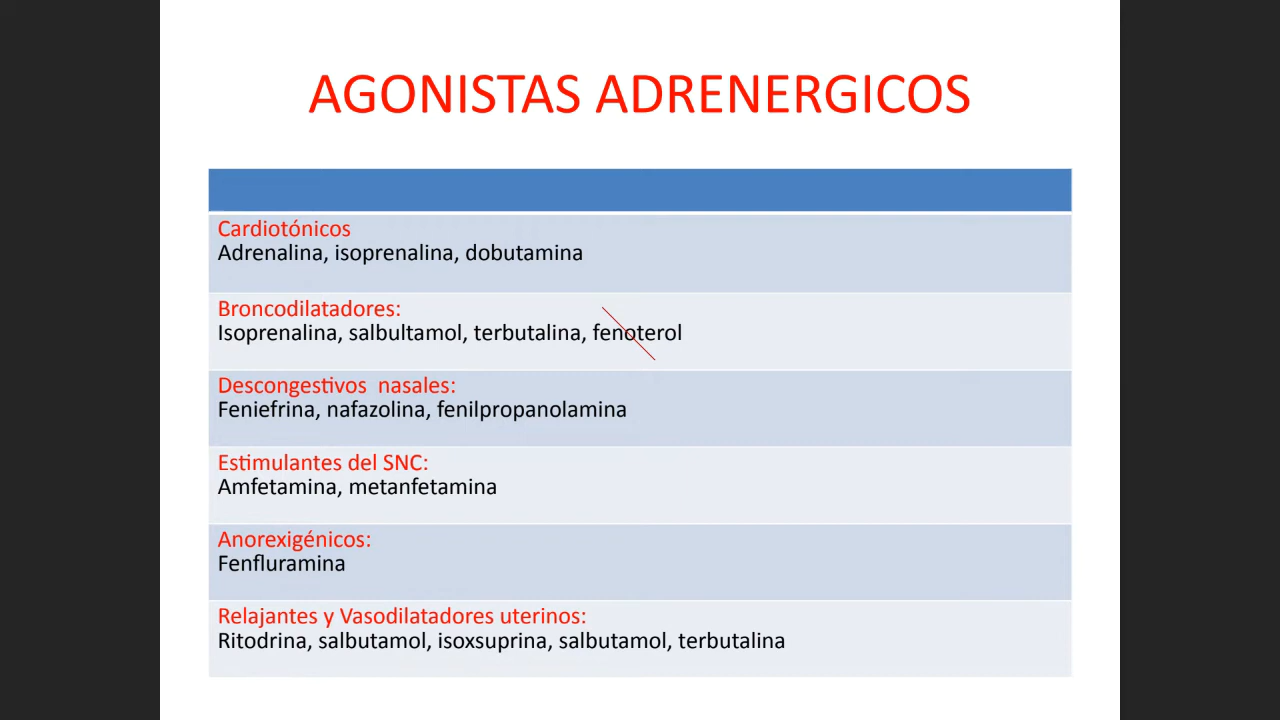 AGONISTAS ADRENERGICOS
Cardiotónicos
Adrenalina, isoprenalina, dobutamina
Broncodilatadores:
Isoprenalina, salbultamol, terbutalina, fenoterol
Descongestivos  nasales:
Feniefrina, nafazolina, fenilpropanolamina
Estimulantes del SNC:
Amfetamina, metanfetamina
Anorexigénicos:
Fenfluramina
Relajantes y Vasodilatadores uterinos:
Ritodrina, salbutamol, isoxsuprina, salbutamol, terbutalina